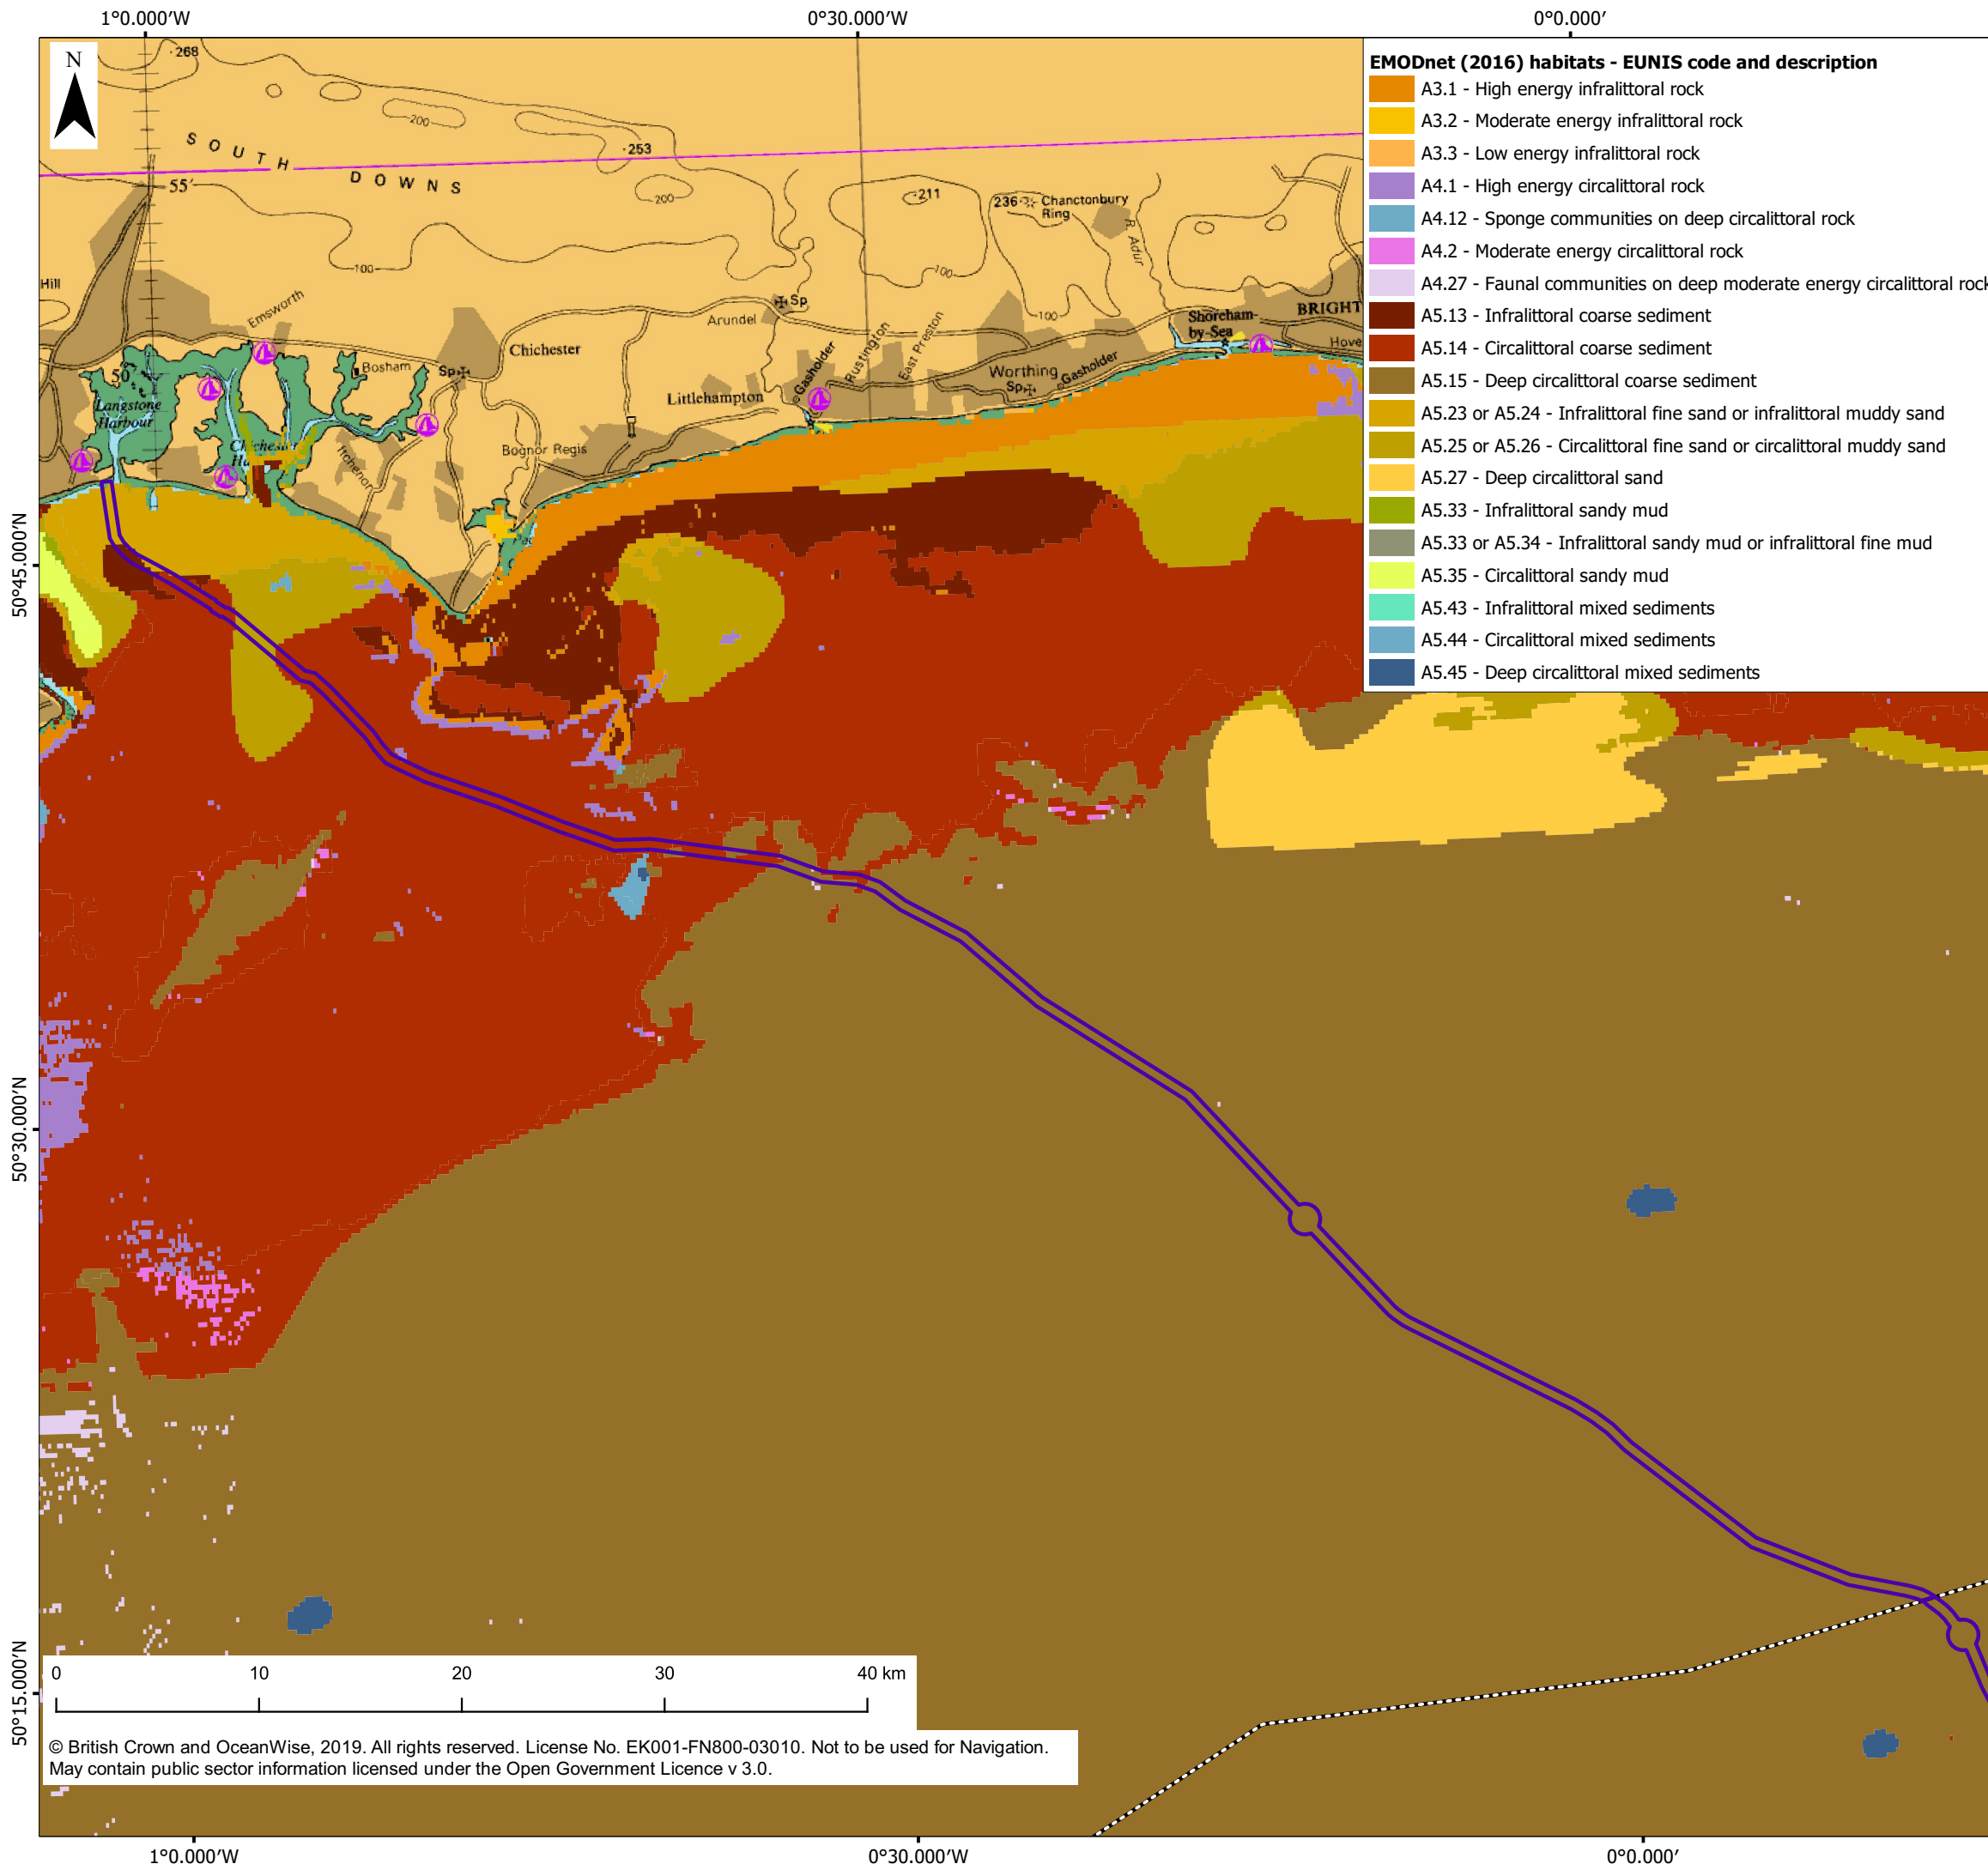 1°0.000'W
0°30.000'W
0°0.000'
N
268
200
253
SOUTH
DOWNS
55'
200
211
236 Chanctonbury
Ring
R. Adur
100
100
100
Hill
Emsworth
Sp
Arundel
Shoreham-
by-Sea
BRIGHT
Hove
Chichester
Bosham
Sp
50'
Langstone
Harbour
Gasholder
Rustington
East Preston
Worthing
Sp
Gasholder
Littlehampton
Chichester
Itchenor
Bognor Regis
EMODnet (2016) habitats - EUNIS code and description
A3.1 - High energy infralittoral rock
A3.2 - Moderate energy infralittoral rock
A3.3 - Low energy infralittoral rock
A4.1 - High energy circalittoral rock
A4.12 - Sponge communities on deep circalittoral rock
A4.2 - Moderate energy circalittoral rock
A4.27 - Faunal communities on deep moderate energy circalittoral rock
A5.13 - Infralittoral coarse sediment
A5.14 - Circalittoral coarse sediment
A5.15 - Deep circalittoral coarse sediment
A5.23 or A5.24 - Infralittoral fine sand or infralittoral muddy sand
A5.25 or A5.26 - Circalittoral fine sand or circalittoral muddy sand
A5.27 - Deep circalittoral sand
A5.33 - Infralittoral sandy mud
A5.33 or A5.34 - Infralittoral sandy mud or infralittoral fine mud
A5.35 - Circalittoral sandy mud
A5.43 - Infralittoral mixed sediments
A5.44 - Circalittoral mixed sediments
A5.45 - Deep circalittoral mixed sediments
50°45.000'N
50°30.000'N
50°15.000'N
0 10 20 30 40 km
© British Crown and OceanWise, 2019. All rights reserved. License No. EK001-FN800-03010. Not to be used for Navigation.
May contain public sector information licensed under the Open Government Licence v 3.0.
1°0.000'W
0°30.000'W
0°0.000'